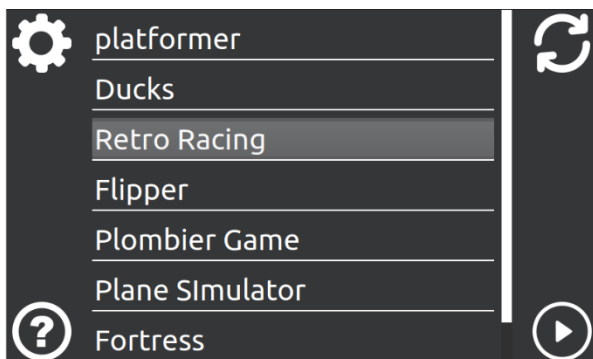 platformer
Ducks
Retro Racing
Flipper
Plombier Game
Plane SImulator
?
Fortress